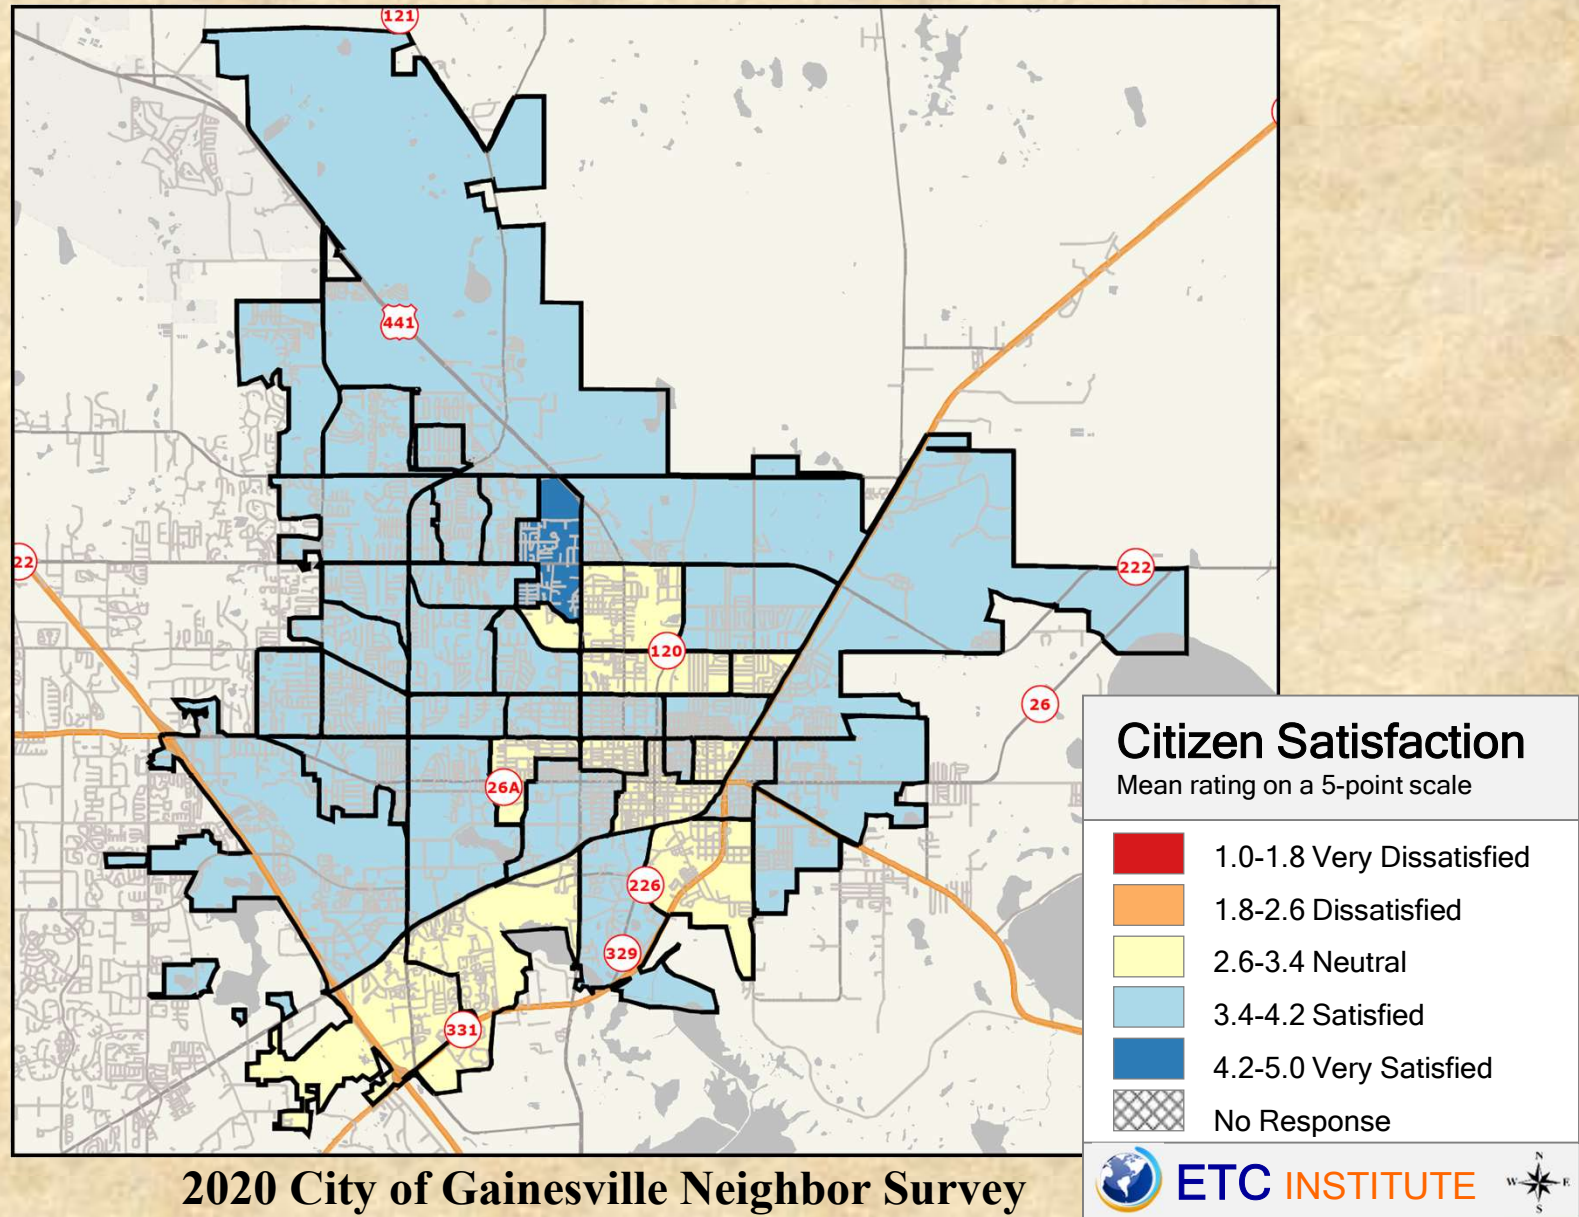 121
441
22
222
120
26
26A
226
329
331
Citizen Satisfaction
Mean rating on a 5-point scale
1.0-1.8 Very Dissatisfied
1.8-2.6 Dissatisfied
2.6-3.4 Neutral
3.4-4.2 Satisfied
4.2-5.0 Very Satisfied
No Response
ETC INSTITUTE
N
W E
S
2020 City of Gainesville Neighbor Survey